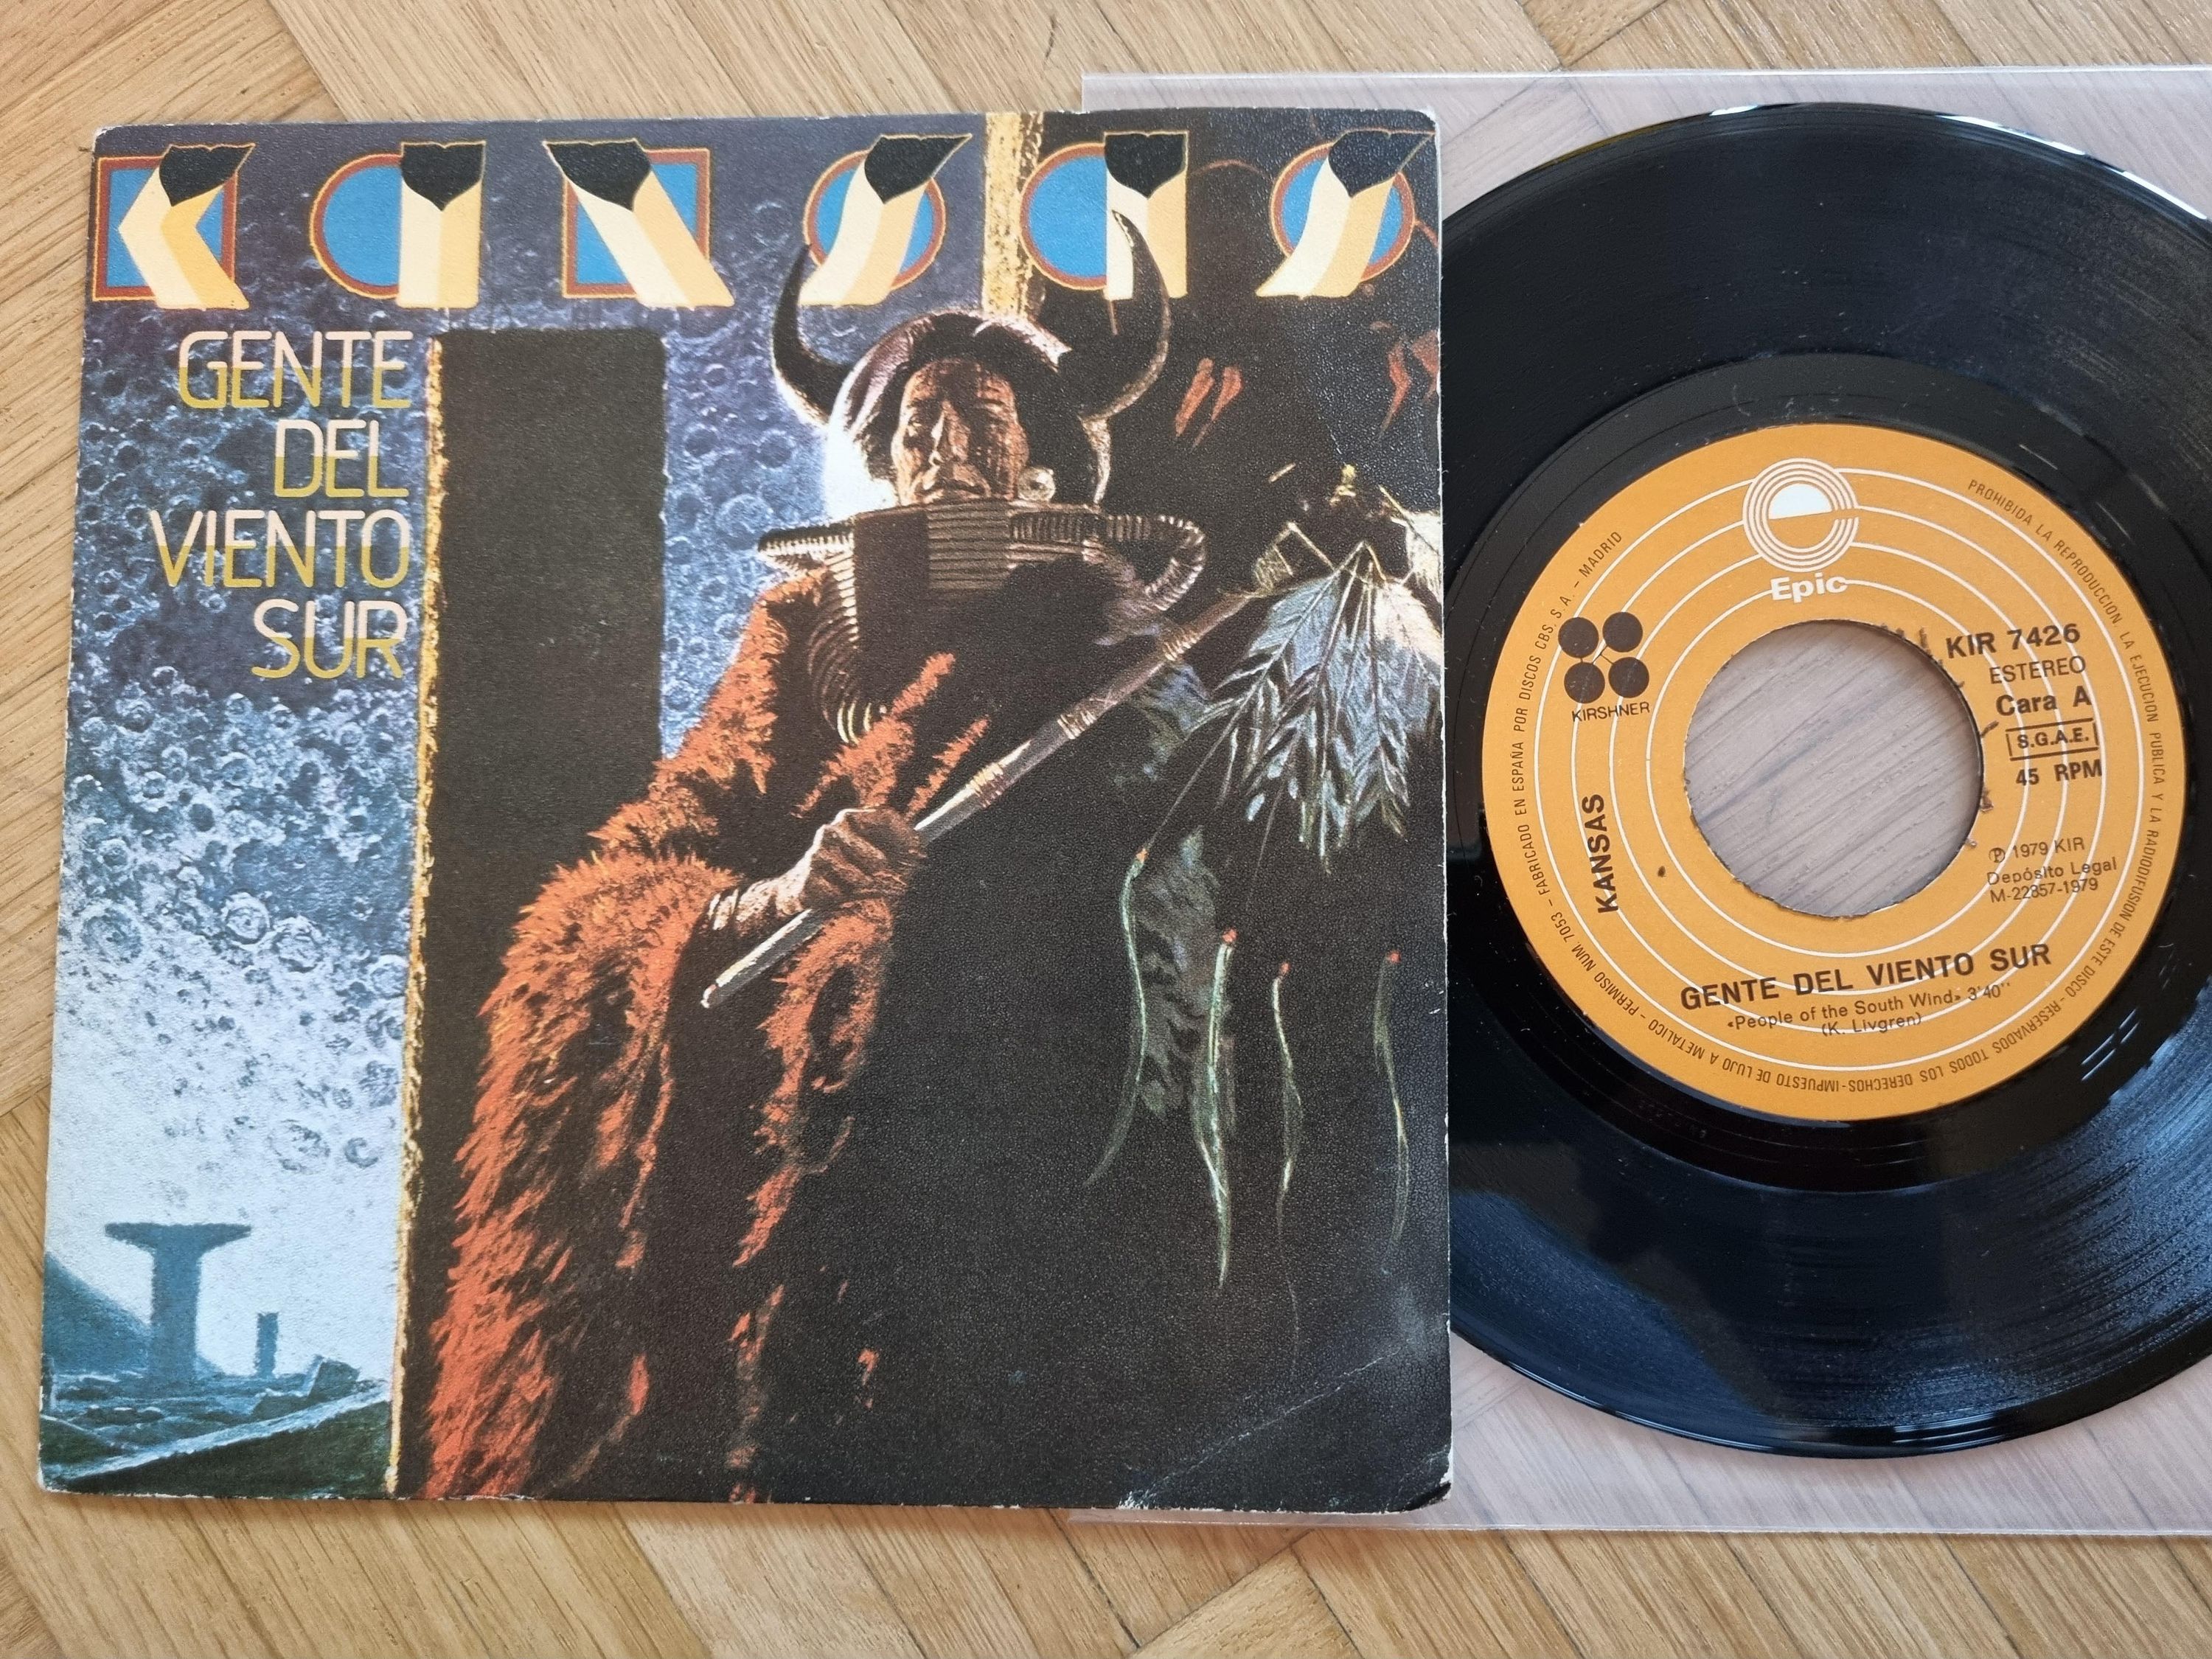 KANSAS
GENTE
DEL
VIENTO
SUR
Epic
KIRSHNER
KIR 7426
ESTEREO
Cara A
S.G.A.E.
45 RPM
℗ 1979 KIR
Depósito Legal
M-22857-1979
KANSAS
GENTE DEL VIENTO SUR
«People of the South Wind» 3'40''
(K. Livgren)
PROHIBIDA LA REPRODUCCION LA EJECUCION PUBLICA Y LA RADIODIFUSION DE ESTE DISCO - RESERVADOS TODOS LOS DERECHOS - IMPUESTO DE LUJO A METALICO - PERMISO NUM 7053 - FABRICADO EN ESPAÑA POR DISCOS CBS, S.A. - MADRID